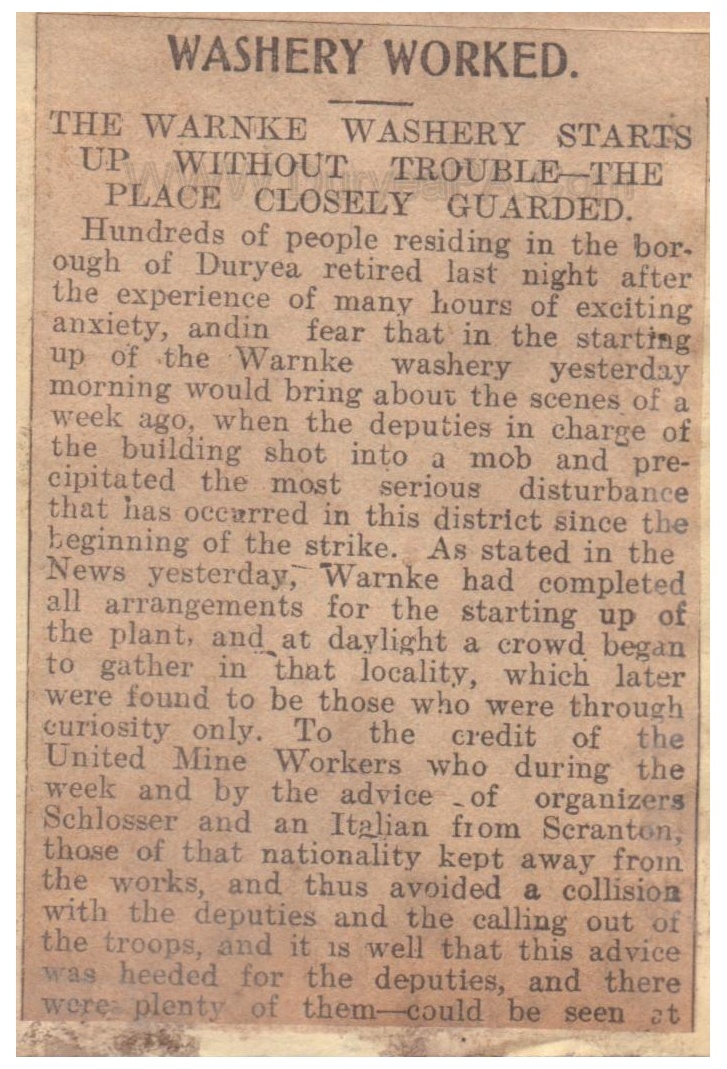 WASHERY WORKED.
THE WARNKE WASHERY STARTS
UP WITHOUT TROUBLE—THE
PLACE CLOSELY GUARDED.
Hundreds of people residing in the bor-
ough of Duryea retired last night after
the experience of many hours of exciting
anxiety, andin fear that in the starting
up of the Warnke washery yesterday
morning would bring about the scenes of a
week ago, when the deputies in charge of
the building shot into a mob and pre-
cipitated the most serious disturbance
that has occurred in this district since the
beginning of the strike. As stated in the
News yesterday, Warnke had completed
all arrangements for the starting up of
the plant, and at daylight a crowd began
to gather in that locality, which later
were found to be those who were through
curiosity only. To the credit of the
United Mine Workers who during the
week and by the advice of organizers
Schlosser and an Italian from Scranton,
those of that nationality kept away from
the works, and thus avoided a collision
with the deputies and the calling out of
the troops, and it is well that this advice
was heeded for the deputies, and there
were plenty of them—could be seen at